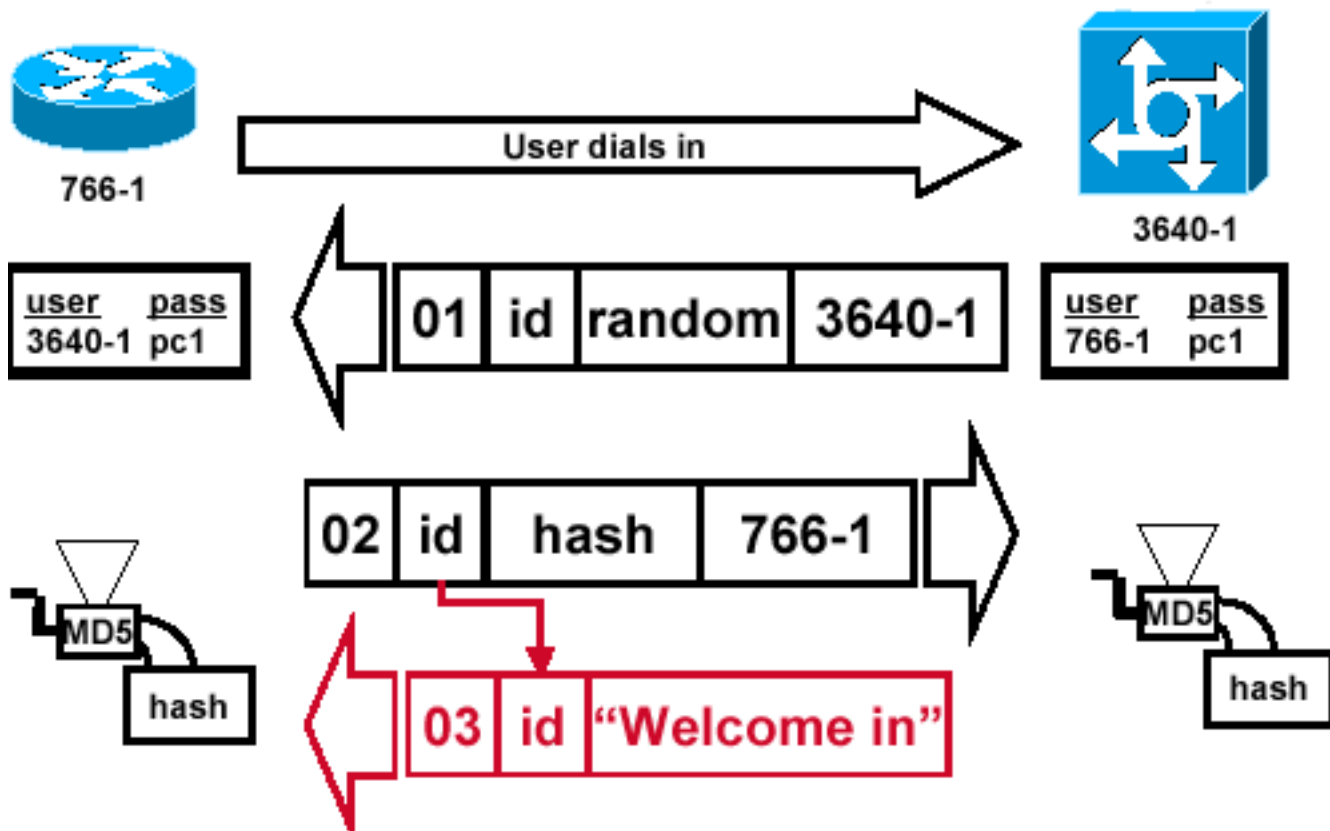 User dials in
766-1
3640-1
user pass
3640-1 pc1
01 id random 3640-1
user pass
766-1 pc1
02 id hash 766-1
MD5
hash
MD5
hash
03 id “Welcome in”